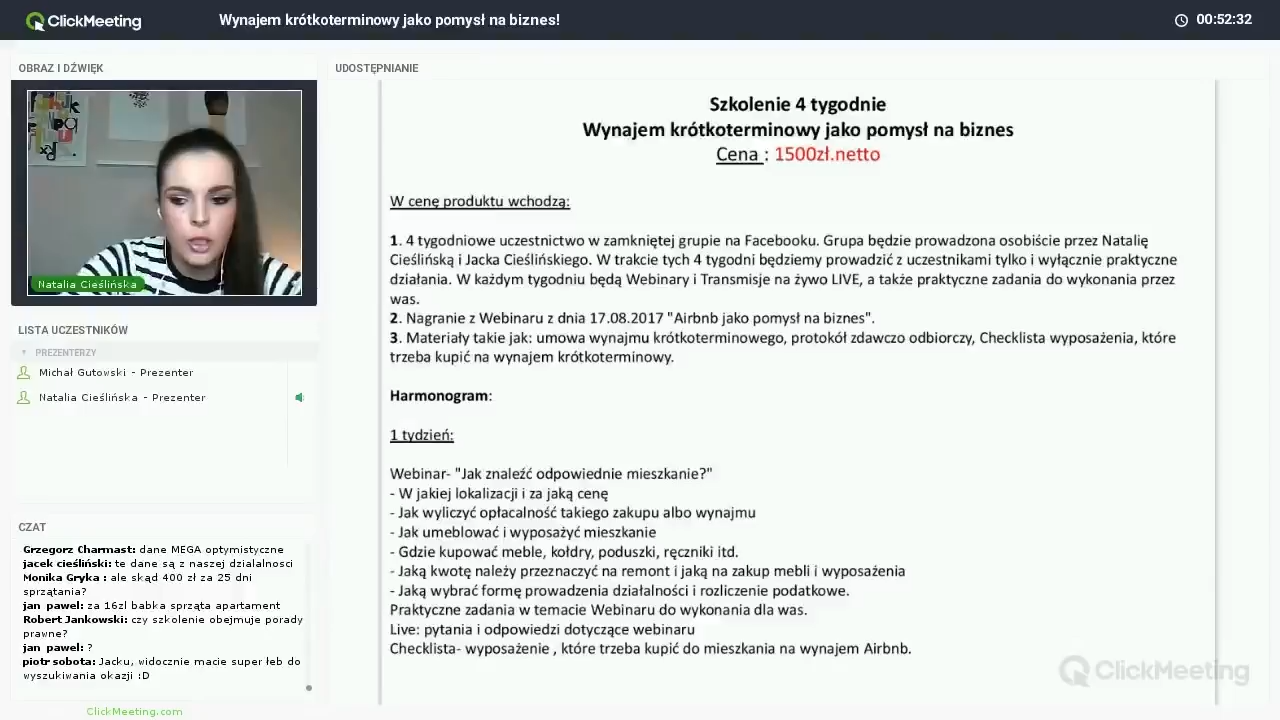 ClickMeeting
Wynajem krótkoterminowy jako pomysł na biznes!
00:52:32
OBRAZ I DŹWIĘK
Natalia Cieślińska
LISTA UCZESTNIKÓW
PREZENTERZY
Michał Gutowski - Prezenter
Natalia Cieślińska - Prezenter
CZAT
Grzegorz Charmast: dane MEGA optymistyczne
jacek cieśliński: te dane są z naszej dzialalnosci
Monika Gryka : ale skąd 400 zł za 25 dni
sprzątania?
jan pawel: za 16zl babka sprząta apartament
Robert Jankowski: czy szkolenie obejmuje porady
prawne?
jan pawel: ?
piotr sobota: Jacku, widocznie macie super łeb do
wyszukiwania okazji :D
ClickMeeting.com
UDOSTĘPNIANIE
Szkolenie 4 tygodnie
Wynajem krótkoterminowy jako pomysł na biznes
Cena : 1500zł.netto
W cenę produktu wchodzą:
1. 4 tygodniowe uczestnictwo w zamkniętej grupie na Facebooku. Grupa będzie prowadzona osobiście przez Natalię
Cieślińską i Jacka Cieślińskiego. W trakcie tych 4 tygodni będziemy prowadzić z uczestnikami tylko i wyłącznie praktyczne
działania. W każdym tygodniu będą Webinary i Transmisje na żywo LIVE, a także praktyczne zadania do wykonania przez
was.
2. Nagranie z Webinaru z dnia 17.08.2017 "Airbnb jako pomysł na biznes".
3. Materiały takie jak: umowa wynajmu krótkoterminowego, protokół zdawczo odbiorczy, Checklista wyposażenia, które
trzeba kupić na wynajem krótkoterminowy.
Harmonogram:
1 tydzień:
Webinar- "Jak znaleźć odpowiednie mieszkanie?"
- W jakiej lokalizacji i za jaką cenę
- Jak wyliczyć opłacalność takiego zakupu albo wynajmu
- Jak umeblować i wyposażyć mieszkanie
- Gdzie kupować meble, kołdry, poduszki, ręczniki itd.
- Jaką kwotę należy przeznaczyć na remont i jaką na zakup mebli i wyposażenia
- Jaką wybrać formę prowadzenia działalności i rozliczenie podatkowe.
Praktyczne zadania w temacie Webinaru do wykonania dla was.
Live: pytania i odpowiedzi dotyczące webinaru
Checklista- wyposażenie , które trzeba kupić do mieszkania na wynajem Airbnb.
ClickMeeting